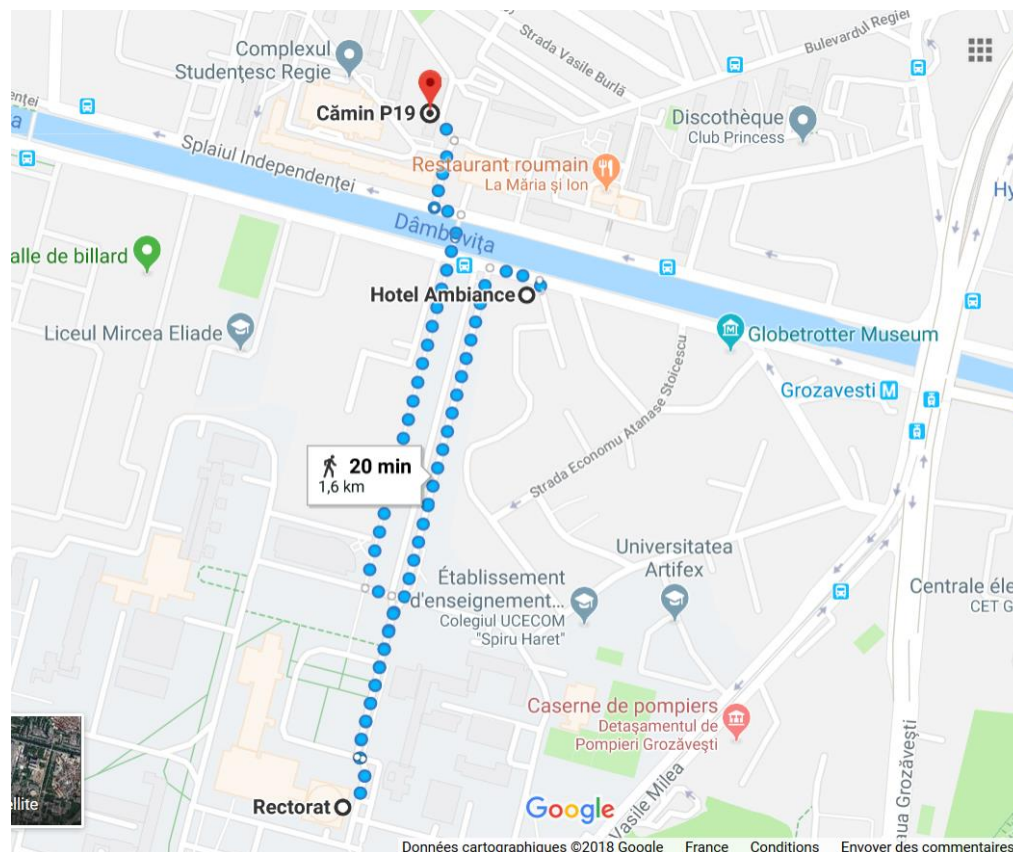 Complexul
Studențesc Regie
Strada Vasile Burlă
Bulevardul Regiei
Cămin P19
Discothèque
Club Princess
Splaiul Independenței
Restaurant roumain
La Măria și Ion
Dâmbovița
alle de billard
Hotel Ambiance
Liceul Mircea Eliade
Globetrotter Museum
Grozavesti M
Strada Economu Atanase Stoicescu
20 min
1,6 km
Universitatea
Artifex
Établissement
d'enseignement...
Colegiul UCECOM
"Spiru Haret"
Centrale éle
CET G
Caserne de pompiers
Detașamentul de
Pompieri Grozăvești
Vasile Milea
aua Grozăvești
ellite
Rectorat
Google
Données cartographiques ©2018 Google France Conditions Envoyer des commentaires